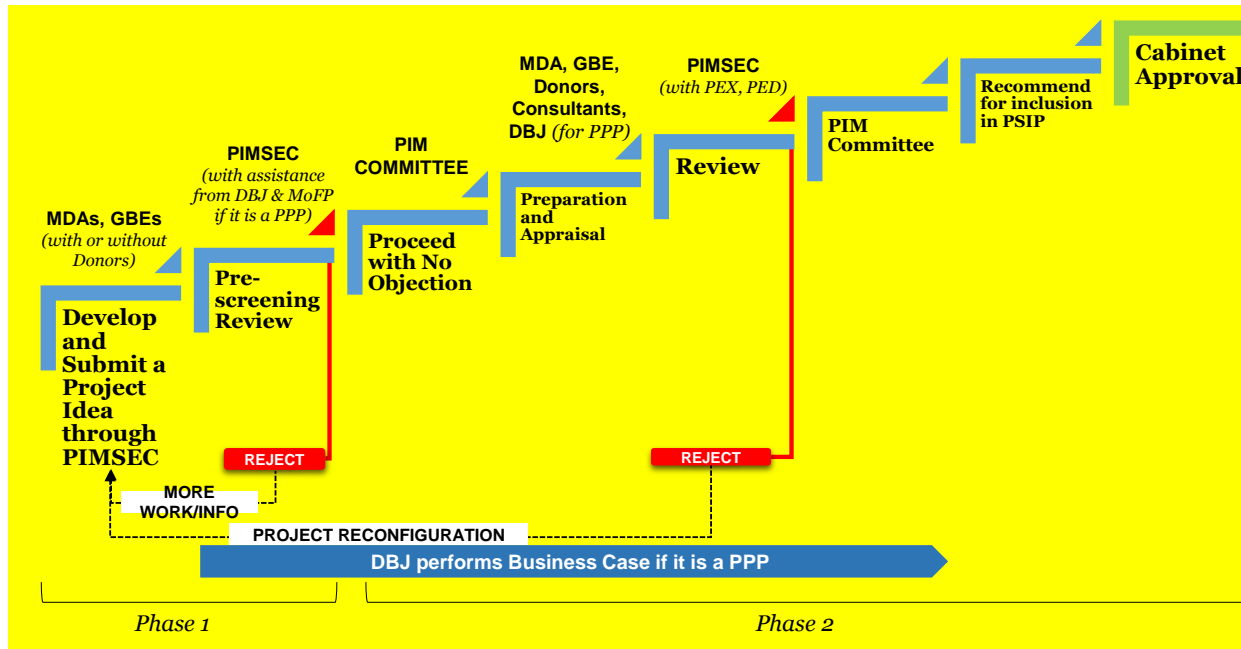 MDAs, GBEs
(with or without
Donors)
Develop
and
Submit a
Project
Idea
through
PIMSEC
PIMSEC
(with assistance
from DBJ & MoFP
if it is a PPP)
Pre-
screening
Review
PIM
COMMITTEE
Proceed
with No
Objection
MDA, GBE,
Donors,
Consultants,
DBJ (for PPP)
Preparation
and
Appraisal
PIMSEC
(with PEX, PED)
Review
PIM
Committee
Recommend
for inclusion
in PSIP
Cabinet
Approval
REJECT
REJECT
MORE
WORK/INFO
PROJECT RECONFIGURATION
DBJ performs Business Case if it is a PPP
Phase 1
Phase 2